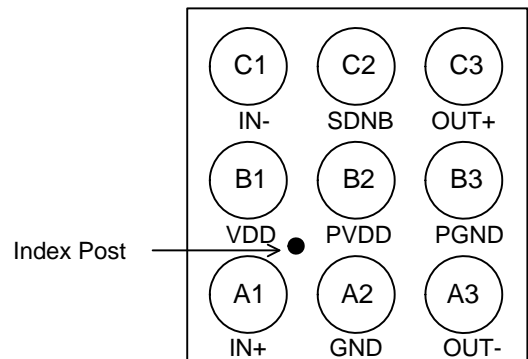 C1 C2 C3
IN- SDNB OUT+
B1 B2 B3
VDD PVDD PGND
Index Post
A1 A2 A3
IN+ GND OUT-